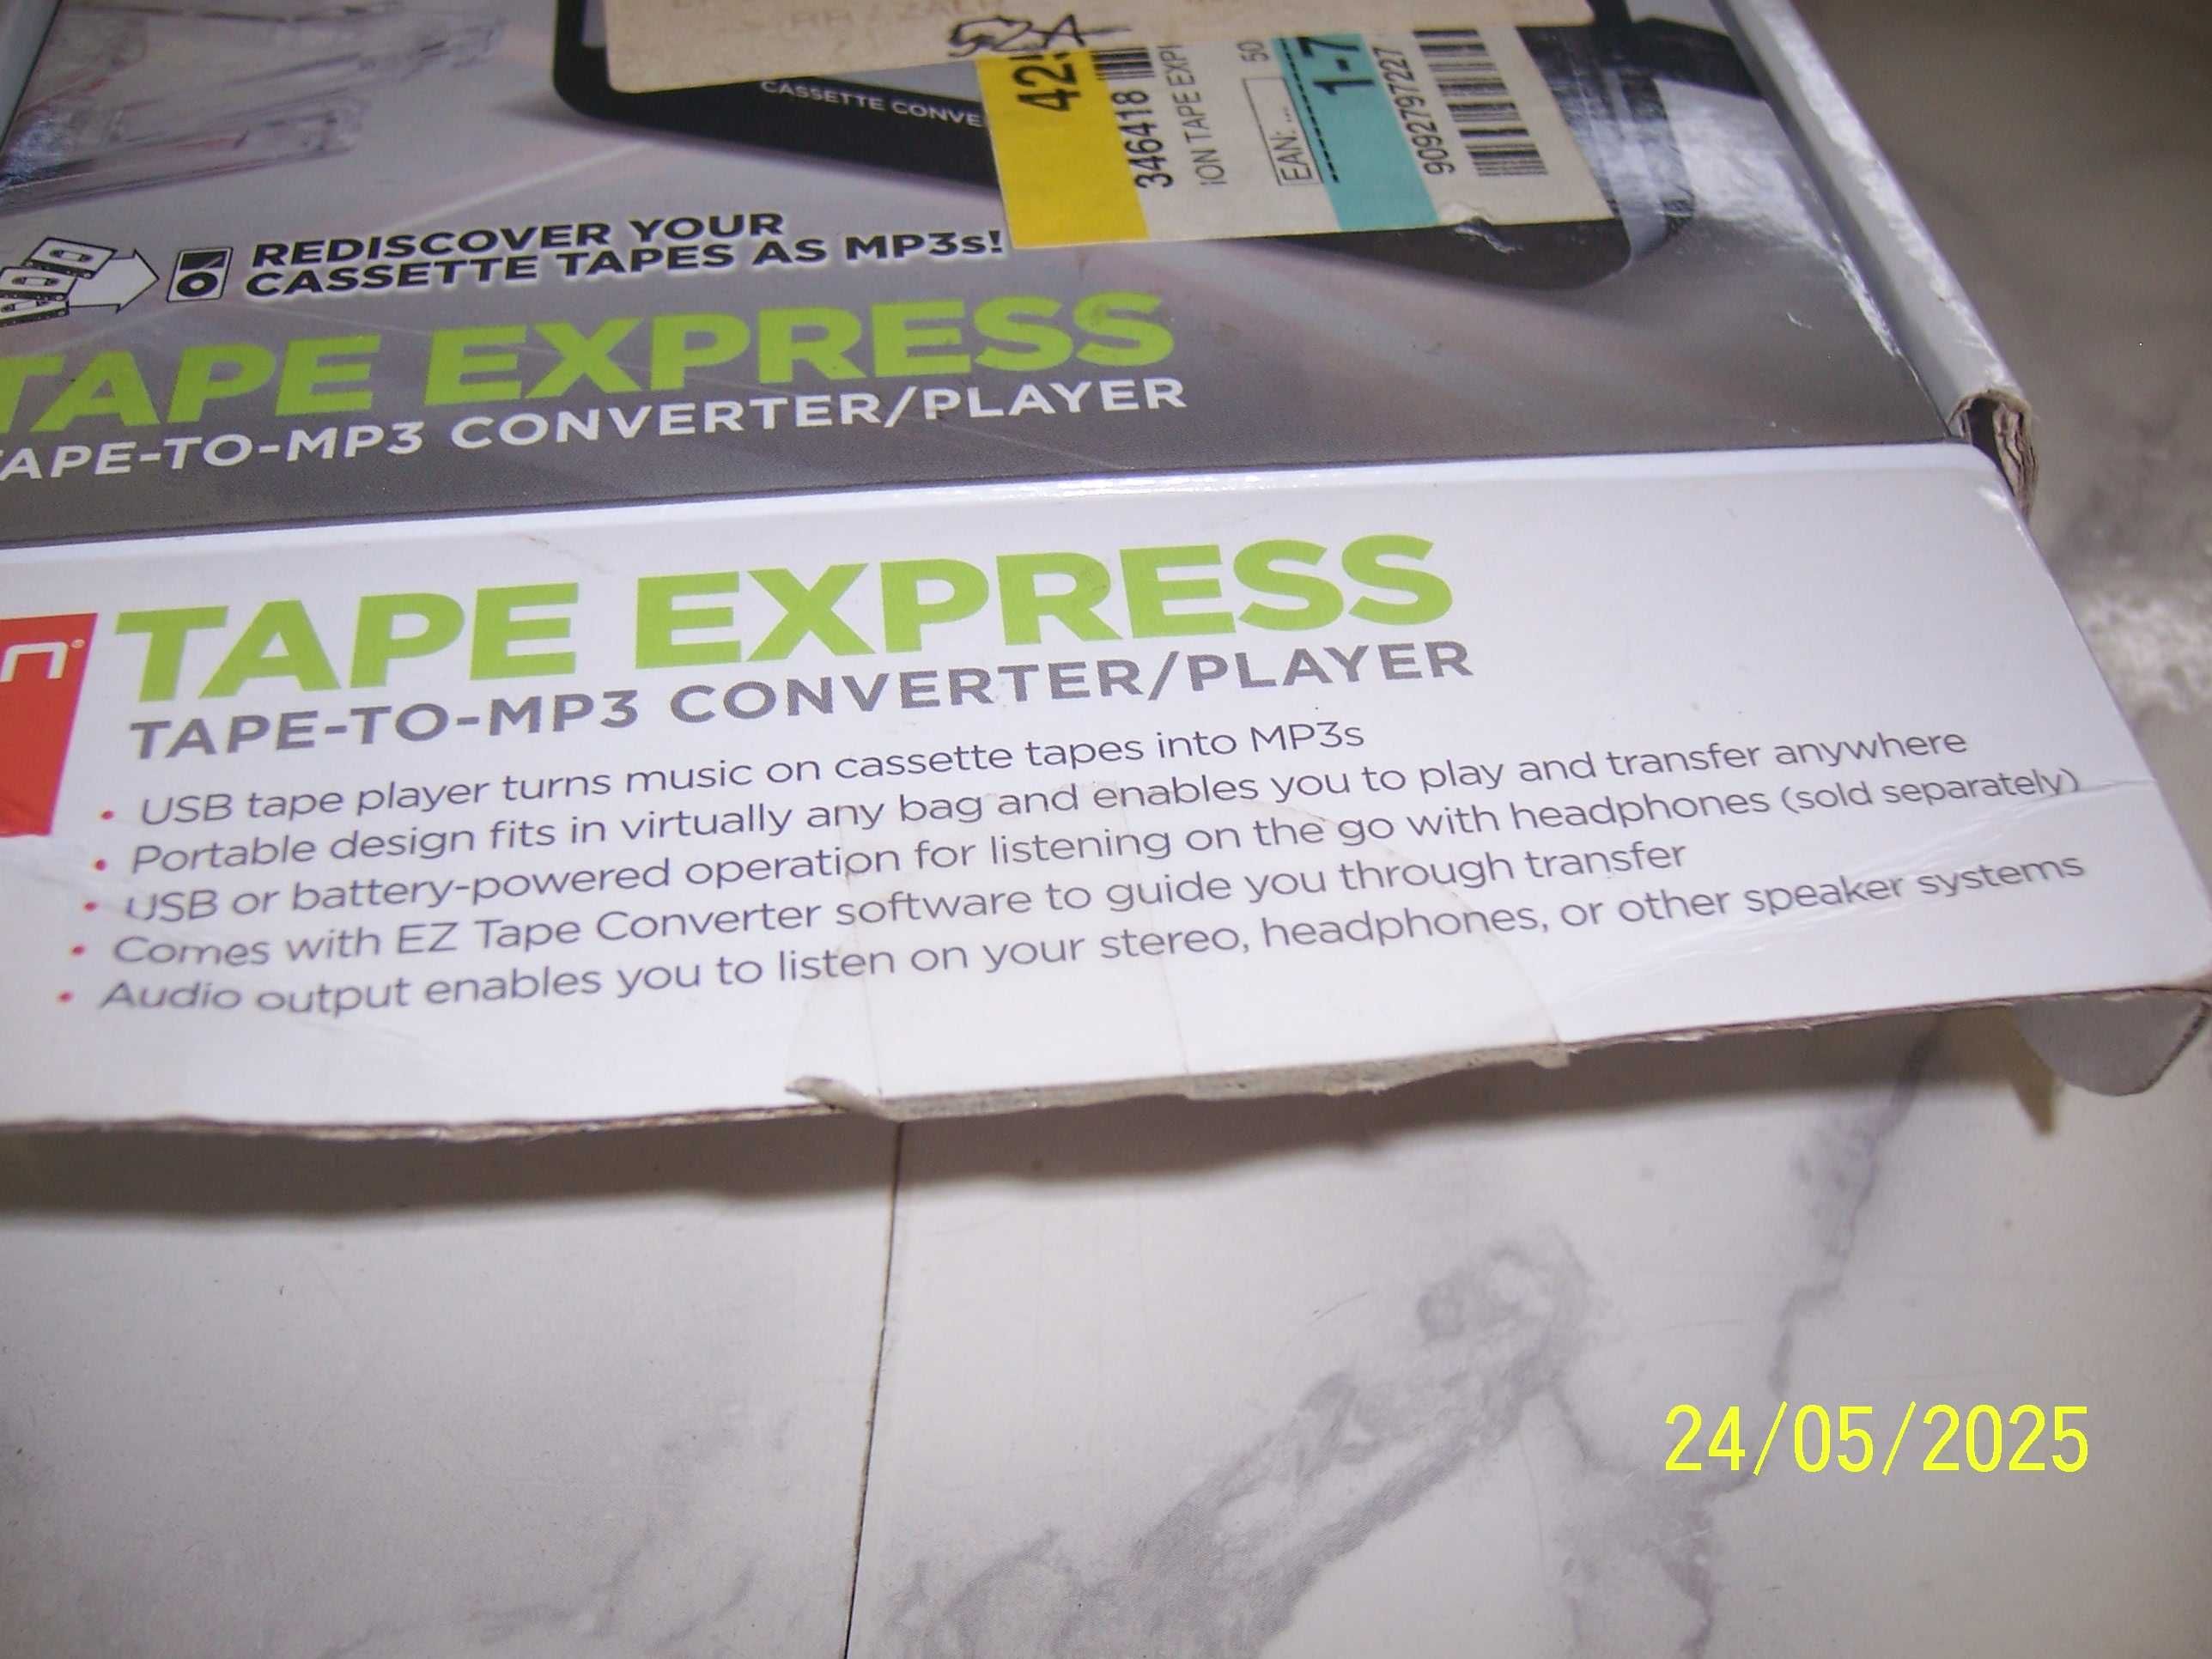 52A
CASSETTE CONVE
42
346418
ION TAPE EXP
50
EAN:...
1-7
909279797227
REDISCOVER YOUR
CASSETTE TAPES AS MP3s!
TAPE EXPRESS
TAPE-TO-MP3 CONVERTER/PLAYER
n
TAPE EXPRESS
TAPE-TO-MP3 CONVERTER/PLAYER
• USB tape player turns music on cassette tapes into MP3s
• Portable design fits in virtually any bag and enables you to play and transfer anywhere
• USB or battery-powered operation for listening on the go with headphones (sold separately)
• Comes with EZ Tape Converter software to guide you through transfer
• Audio output enables you to listen on your stereo, headphones, or other speaker systems
24/05/2025